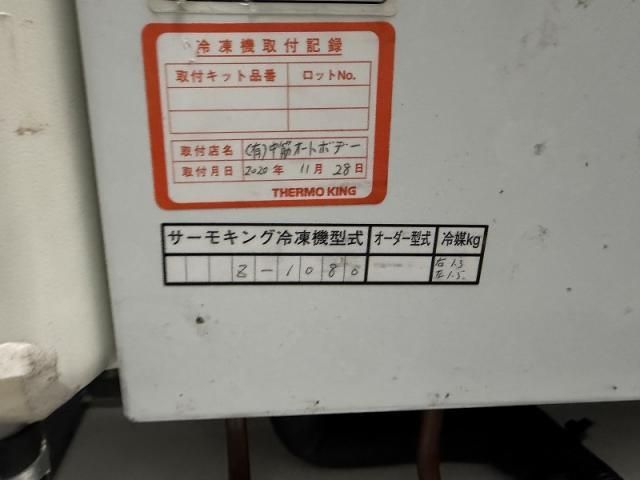 冷凍機取付記録
取付キット品番 ロットNo.
取付店名 (有)中筋オートボデー
取付月日 2020年 11月 28日
THERMO KING
サーモキング冷凍機型式 オーダー型式 冷媒kg
Z-1080 右1.3
左1.5